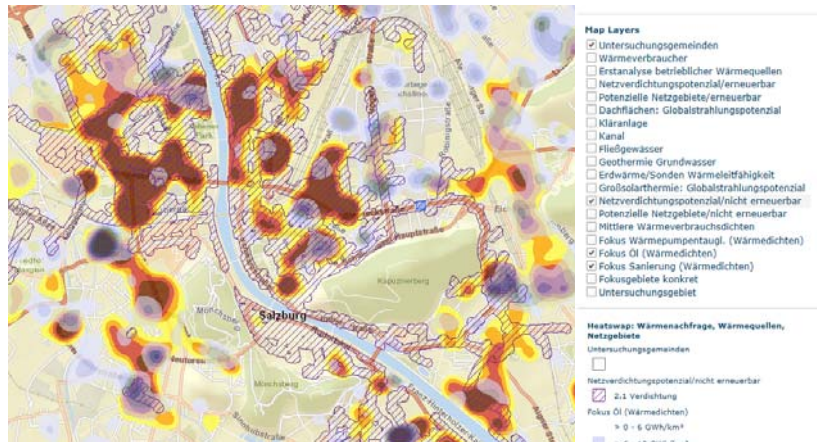 Map Layers
Untersuchungsgemeinden
Wärmeverbraucher
Erstanalyse betrieblicher Wärmequellen
Netzverdichtungspotenzial/erneuerbar
Potenzielle Netzgebiete/erneuerbar
Dachflächen: Globalstrahlungspotenzial
Kläranlage
Kanal
Fließgewässer
Geothermie Grundwasser
Erdwärme/Sonden Wärmeleitfähigkeit
Großsolarthermie: Globalstrahlungspotenzial
Netzverdichtungspotenzial/nicht erneuerbar
Potenzielle Netzgebiete/nicht erneuerbar
Mittlere Wärmeverbrauchsdichten
Fokus Wärmepumpentaugl. (Wärmedichten)
Fokus Öl (Wärmedichten)
Fokus Sanierung (Wärmedichten)
Fokusgebiete konkret
Untersuchungsgebiet
Heatswap: Wärmenachfrage, Wärmequellen,
Netzgebiete
Untersuchungsgemeinden
Netzverdichtungspotenzial/nicht erneuerbar
2:1 Verdichtung
Fokus Öl (Wärmedichten)
> 0 - 6 GWh/km²
Park
Hauptstraße
Kapuzinerberg
Salzburg
Mönchsberg